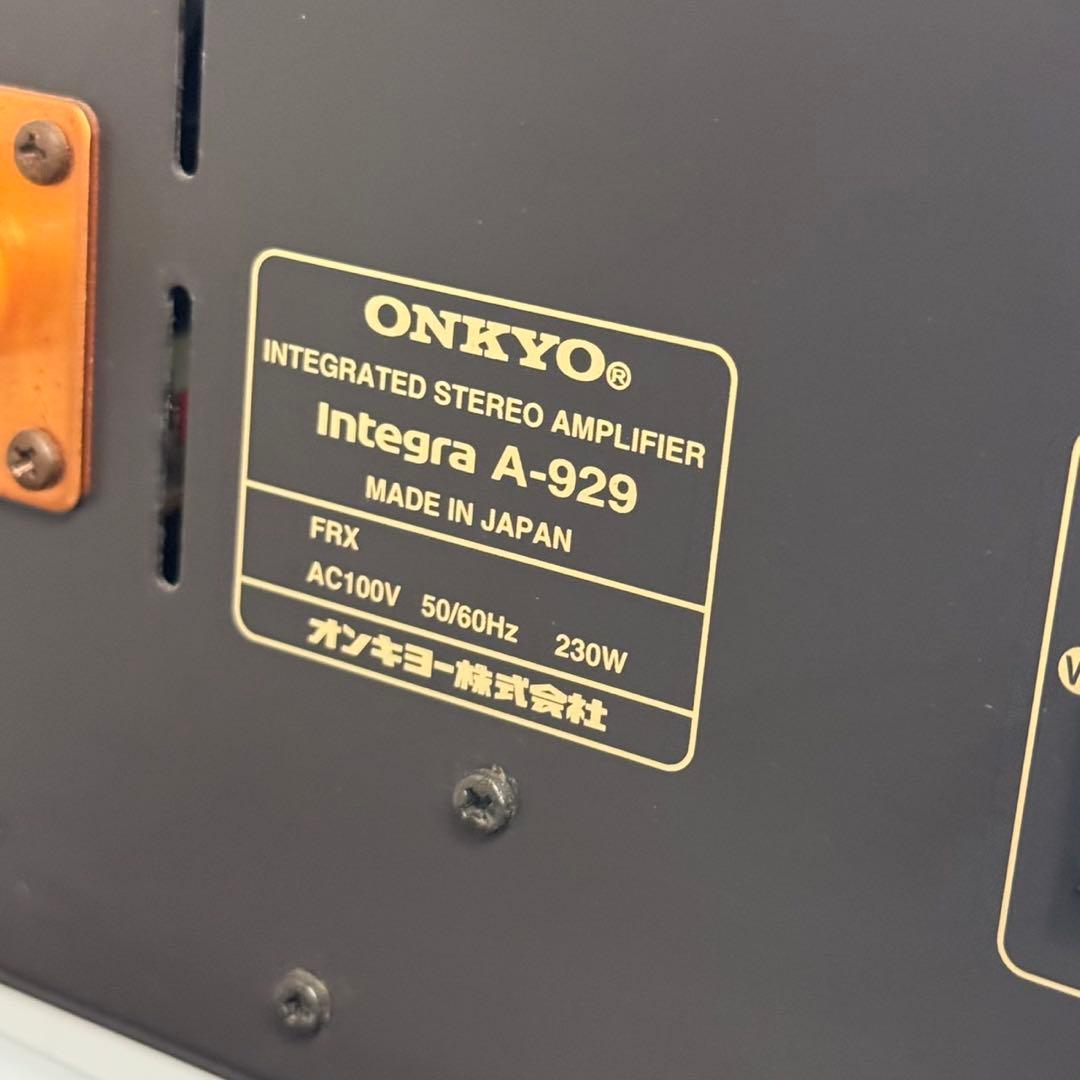 ONKYO®
INTEGRATED STEREO AMPLIFIER
Integra A-929
MADE IN JAPAN
FRX
AC100V 50/60Hz 230W
オンキヨー株式会社